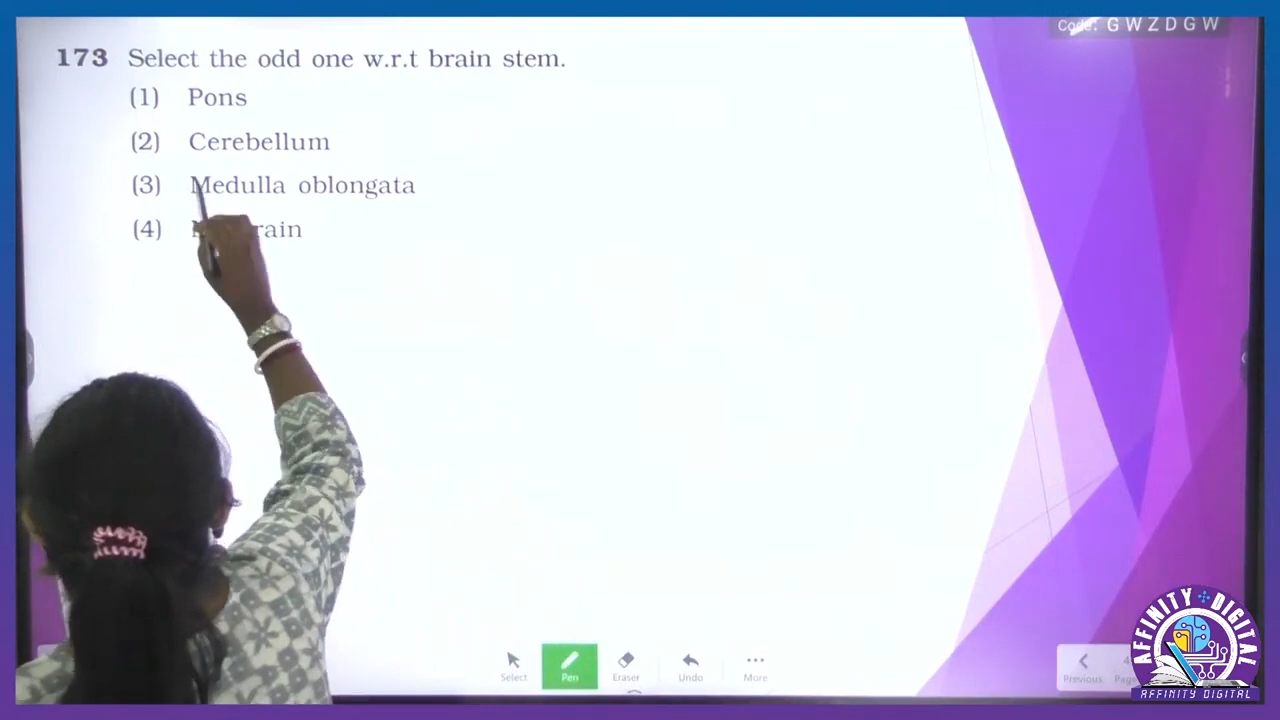 Code: G W Z D G W
173 Select the odd one w.r.t brain stem.
(1) Pons
(2) Cerebellum
(3) Medulla oblongata
(4)
Select
Pen
Eraser
Undo
More
Previous
AFFINITY DIGITAL
AFFINITY DIGITAL